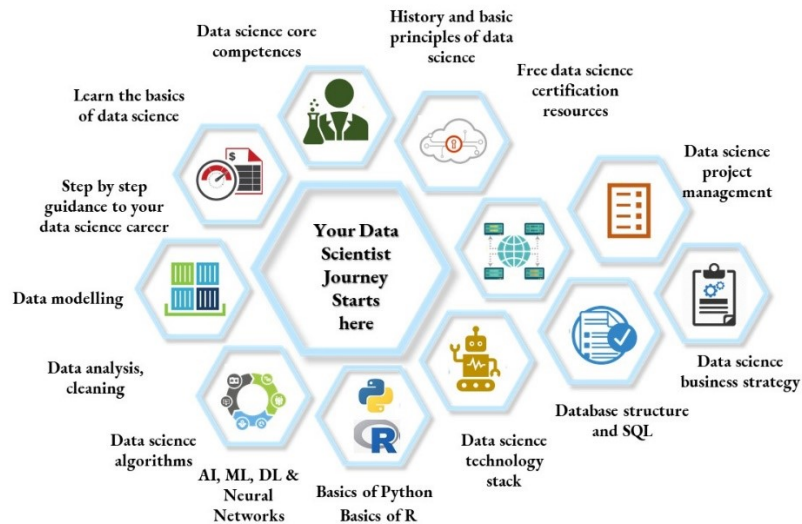 History and basic
principles of data
science
Data science core
competences
Free data science
certification
resources
Learn the basics
of data science
$
Data science
project
management
Step by step
guidance to your
data science career
Your Data
Scientist
Journey
Starts
here
Data modelling
Data science
business strategy
Data analysis,
cleaning
Database structure
and SQL
R
Data science
algorithms
Data science
technology
stack
AI, ML, DL &
Neural
Networks
Basics of Python
Basics of R